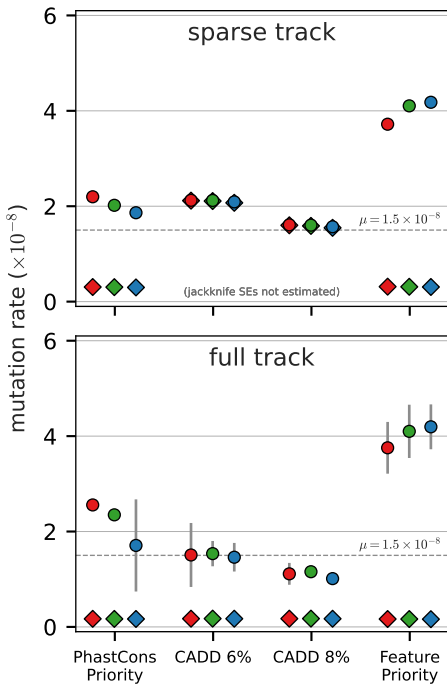 6
sparse track
4
μ = 1.5 × 10⁻⁸
2
(jackknife SEs not estimated)
0
mutation rate (×10⁻⁸)
6
full track
4
μ = 1.5 × 10⁻⁸
2
0
PhastCons
Priority
CADD 6%
CADD 8%
Feature
Priority